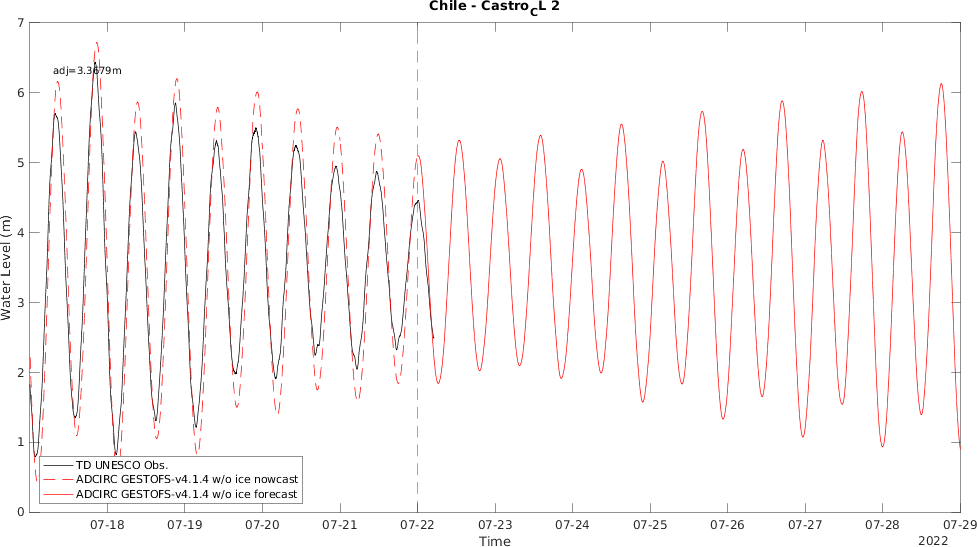 Chile - Castro_CL 2
7
adj=3.3679m
6
5
4
3
2
1
0
Water Level (m)
TD UNESCO Obs.
ADCIRC GESTOFS-v4.1.4 w/o ice nowcast
ADCIRC GESTOFS-v4.1.4 w/o ice forecast
07-18 07-19 07-20 07-21 07-22 07-23 07-24 07-25 07-26 07-27 07-28 07-29
Time
2022